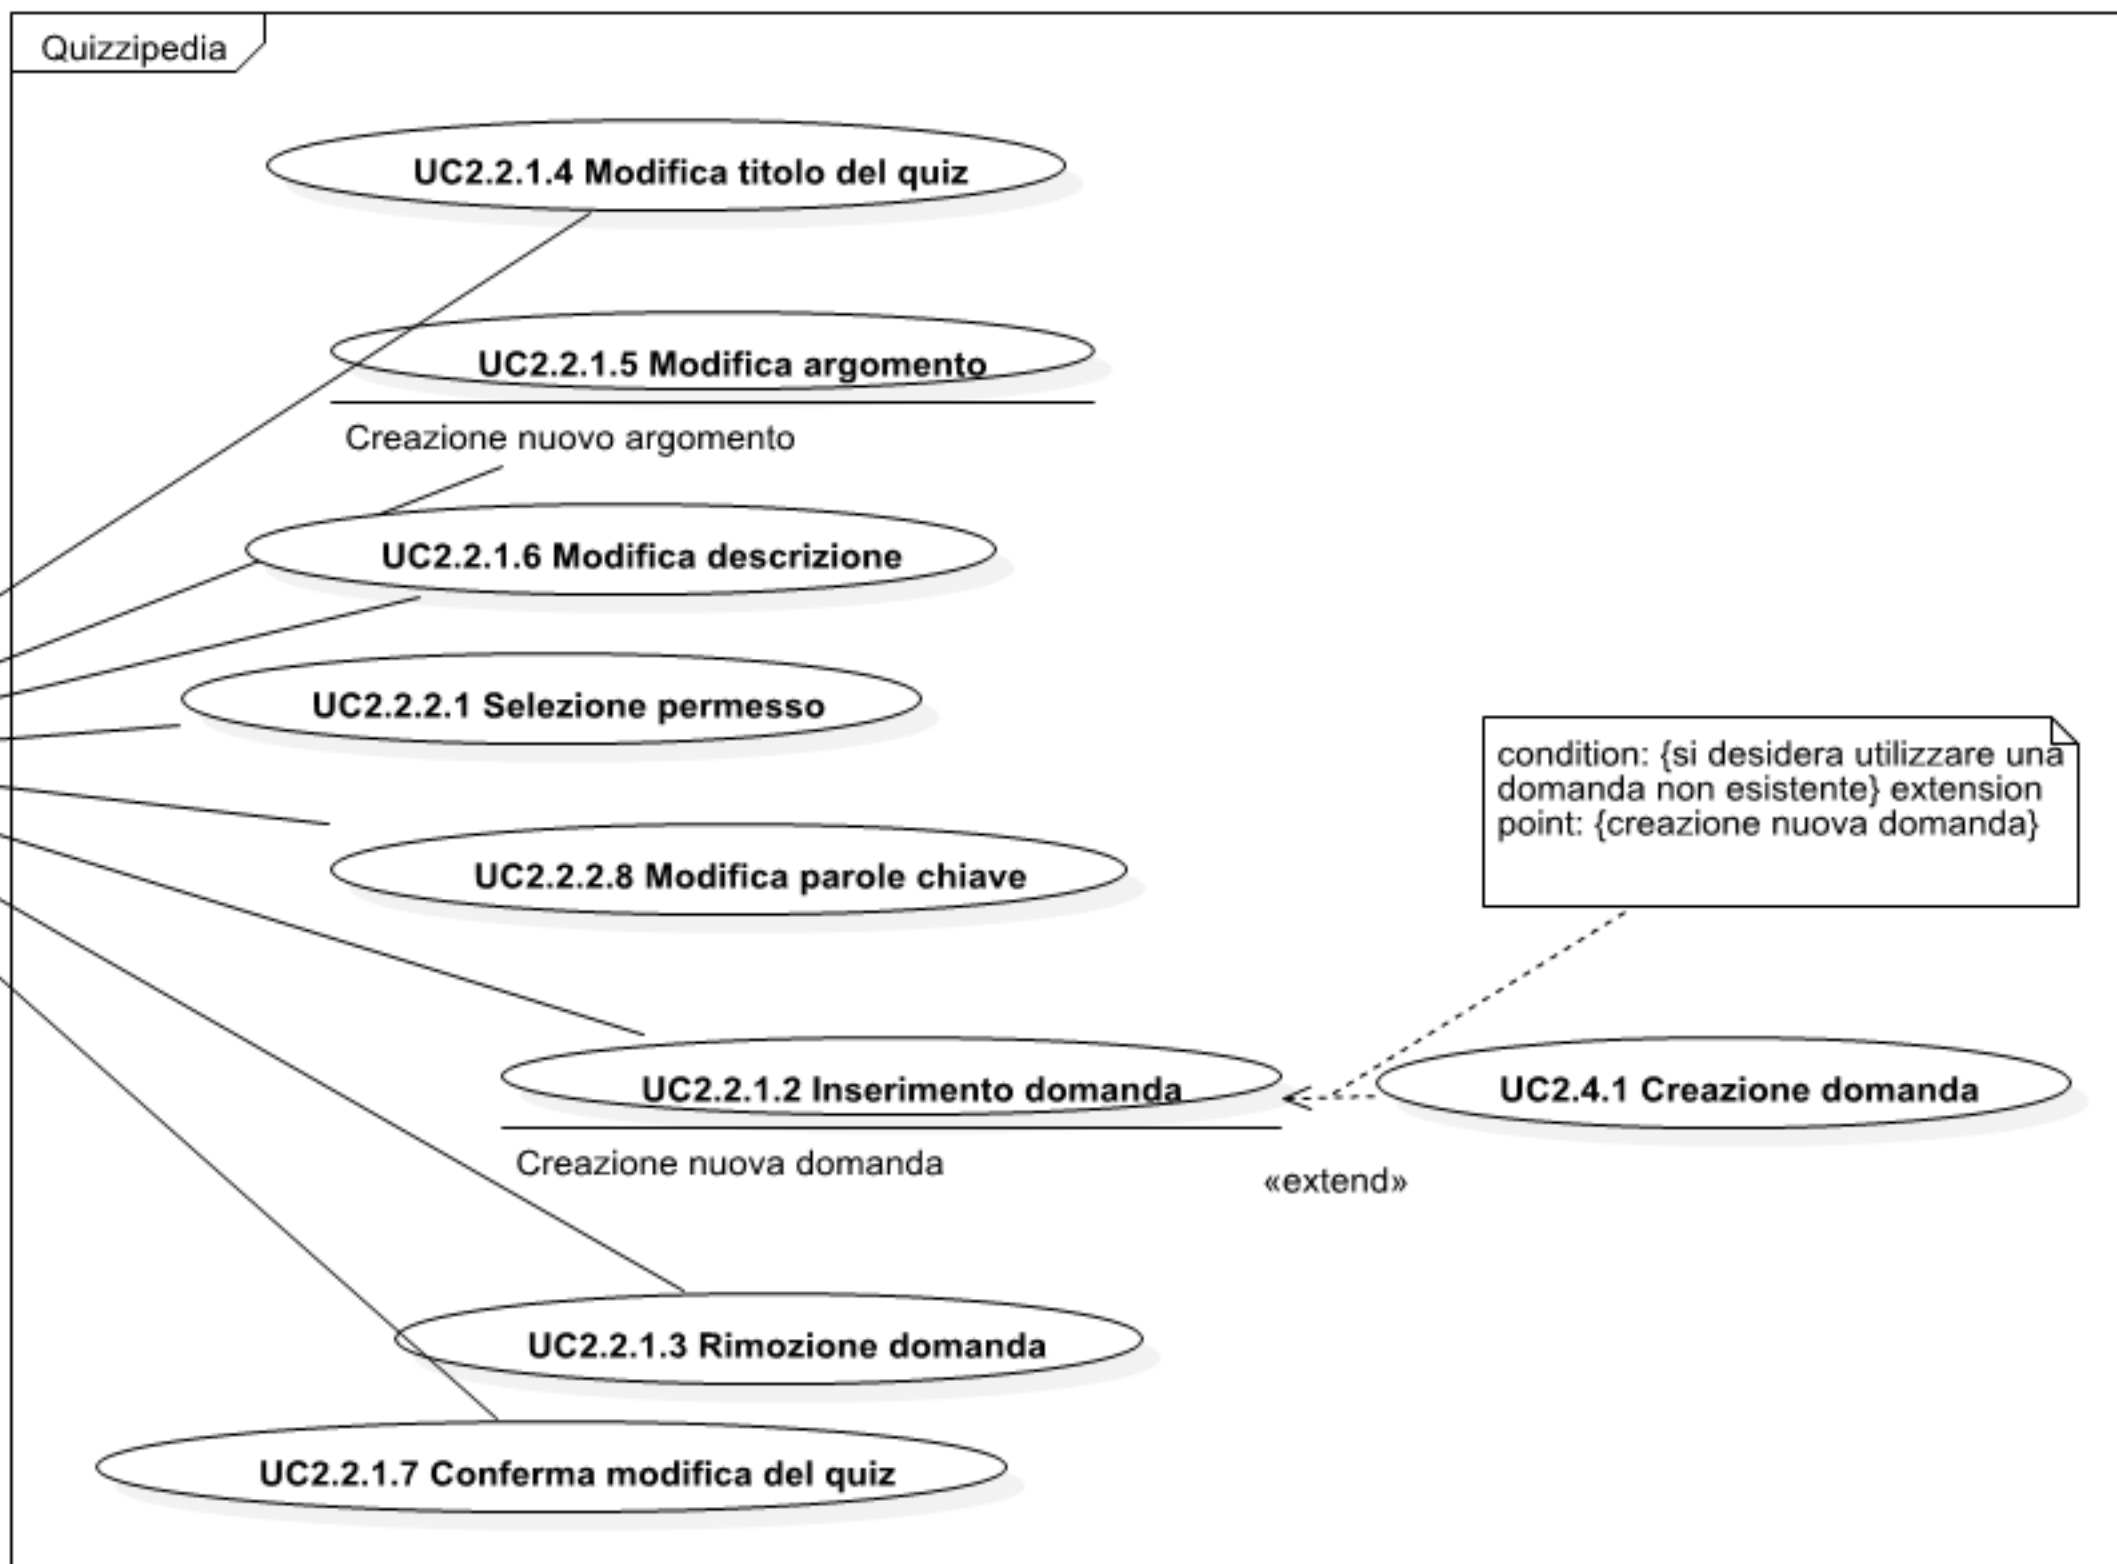 Quizzipedia
UC2.2.1.4 Modifica titolo del quiz
UC2.2.1.5 Modifica argomento
Creazione nuovo argomento
UC2.2.1.6 Modifica descrizione
UC2.2.2.1 Selezione permesso
condition: {si desidera utilizzare una
domanda non esistente} extension
point: {creazione nuova domanda}
UC2.2.2.8 Modifica parole chiave
UC2.2.1.2 Inserimento domanda
UC2.4.1 Creazione domanda
Creazione nuova domanda
«extend»
UC2.2.1.3 Rimozione domanda
UC2.2.1.7 Conferma modifica del quiz